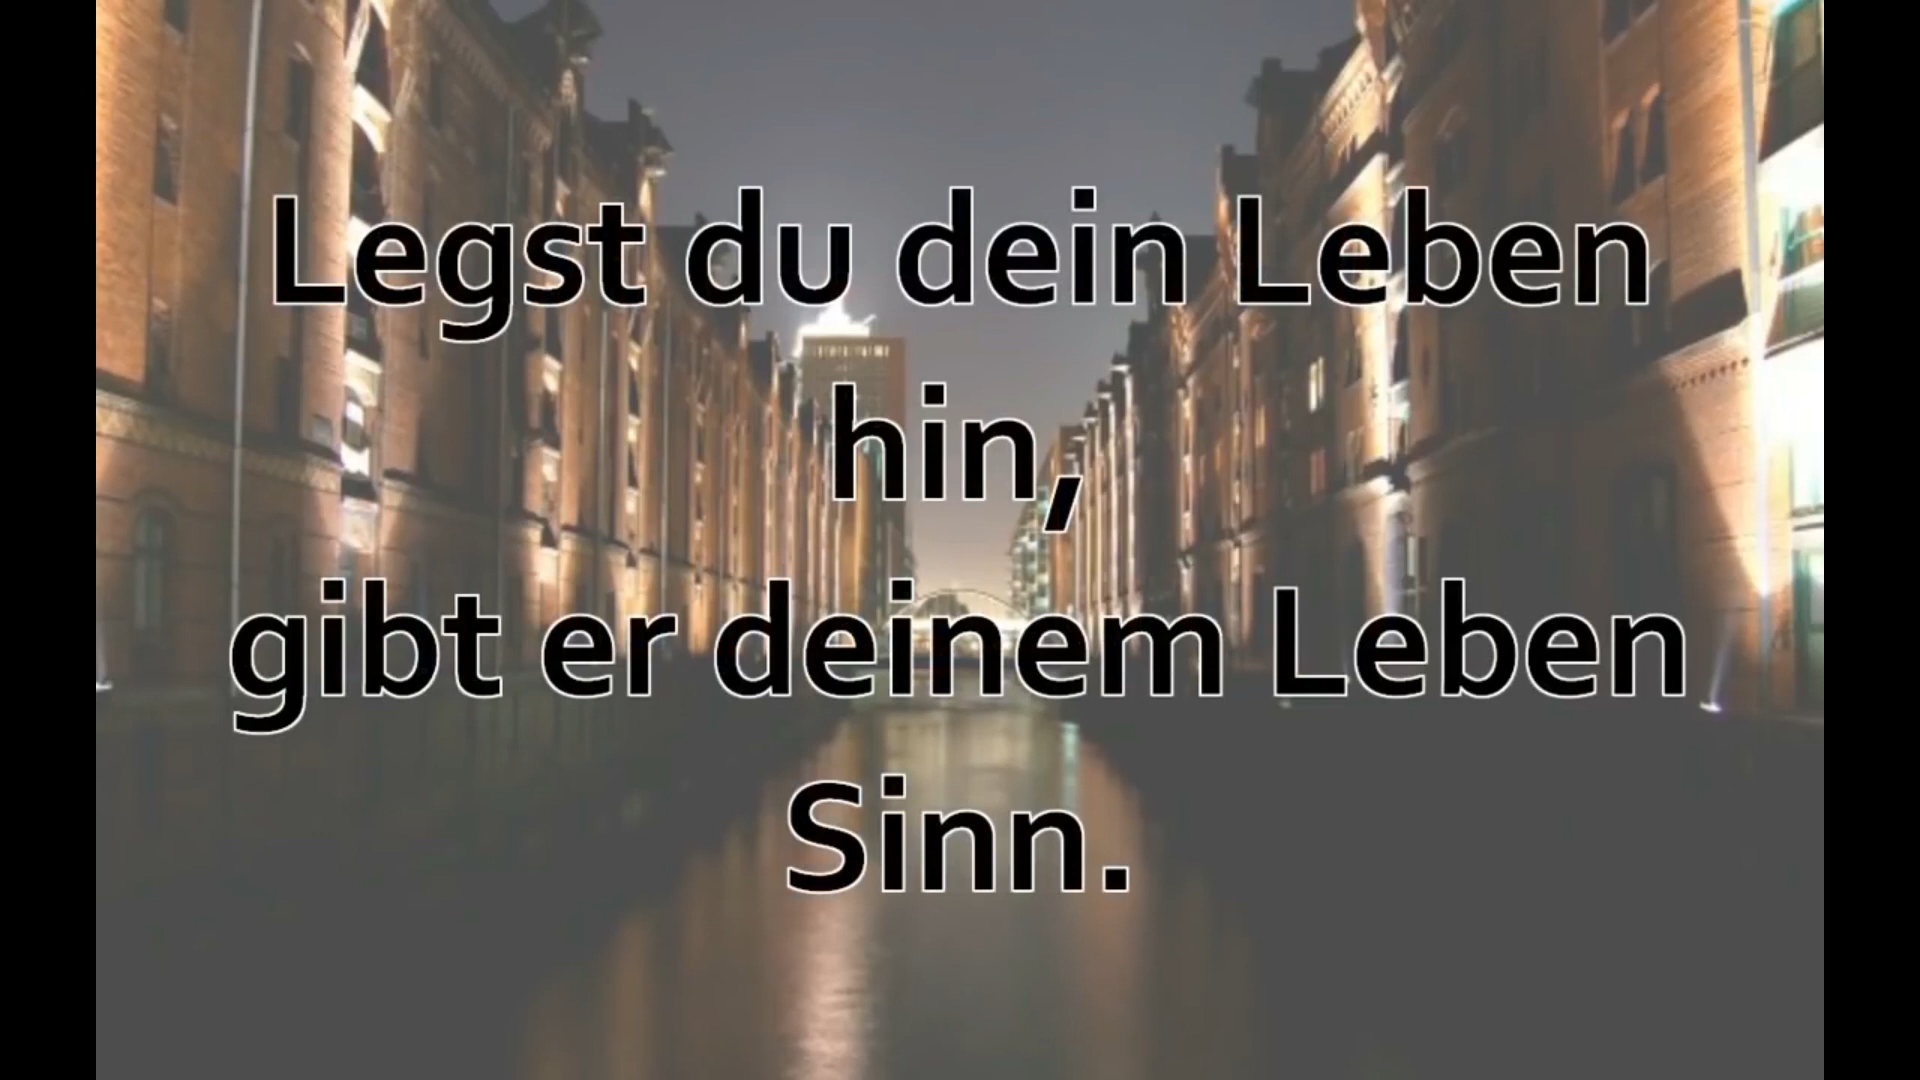 Legst du dein Leben
hin,
gibt er deinem Leben
Sinn.